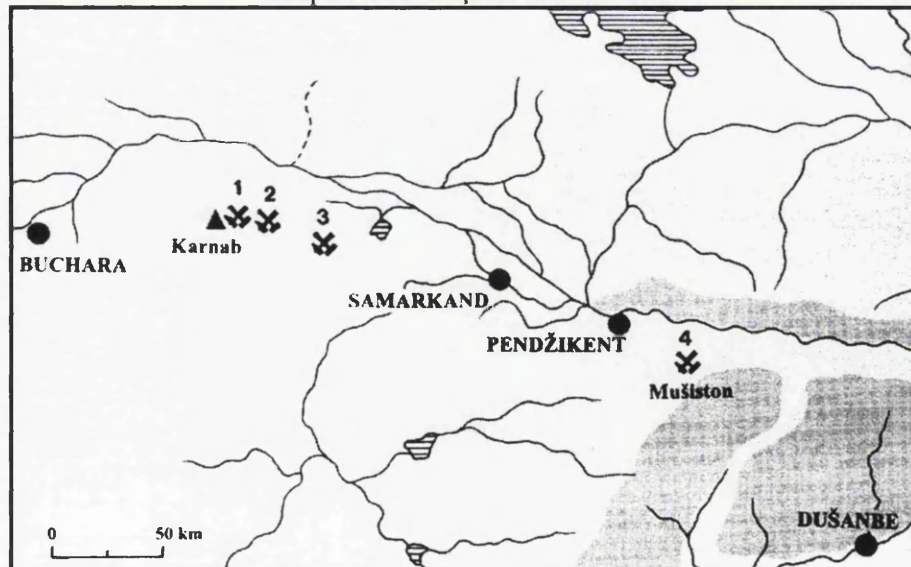 1
2
3
Karnab
BUCHARA
SAMARKAND
PENDŽIKENT
4
Mušiston
0
50 km
DUŠANBE